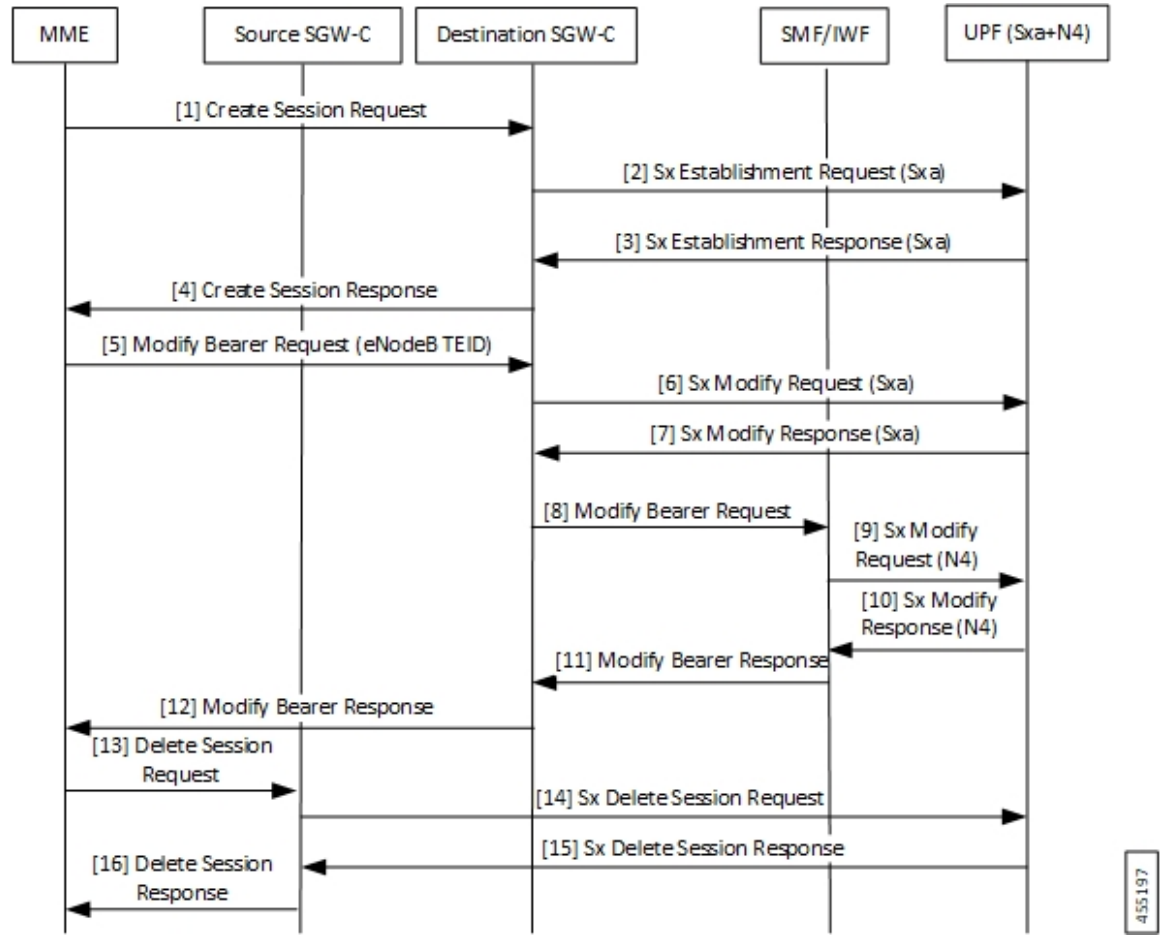 MME
Source SGW-C
Destination SGW-C
SMF/IWF
UPF (Sxa+N4)
[1] Create Session Request
[2] Sx Establishment Request (Sxa)
[3] Sx Establishment Response (Sxa)
[4] Create Session Response
[5] Modify Bearer Request (eNodeB TEID)
[6] Sx Modify Request (Sxa)
[7] Sx Modify Response (Sxa)
[8] Modify Bearer Request
[9] Sx Modify
Request (N4)
[10] Sx Modify
Response (N4)
[11] Modify Bearer Response
[12] Modify Bearer Response
[13] Delete Session
Request
[14] Sx Delete Session Request
[15] Sx Delete Session Response
[16] Delete Session
Response
455197